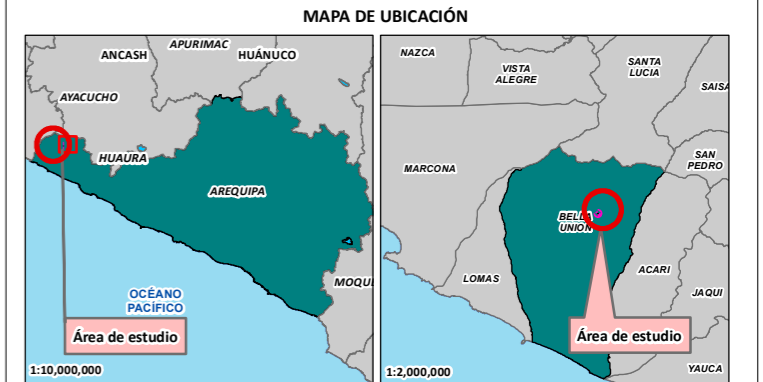 MAPA DE UBICACIÓN
APURIMAC
ANCASH
HUÁNUCO
AYACUCHO
HUAURA
AREQUIPA
MOQU
OCÉANO
PACÍFICO
Área de estudio
1:10,000,000
NAZCA
VISTA
ALEGRE
SANTA
LUCIA
SAISA
SAN
PEDRO
MARCONA
BELLA
UNION
LOMAS
ACARI
JAQUI
Área de estudio
1:2,000,000
YAUCA